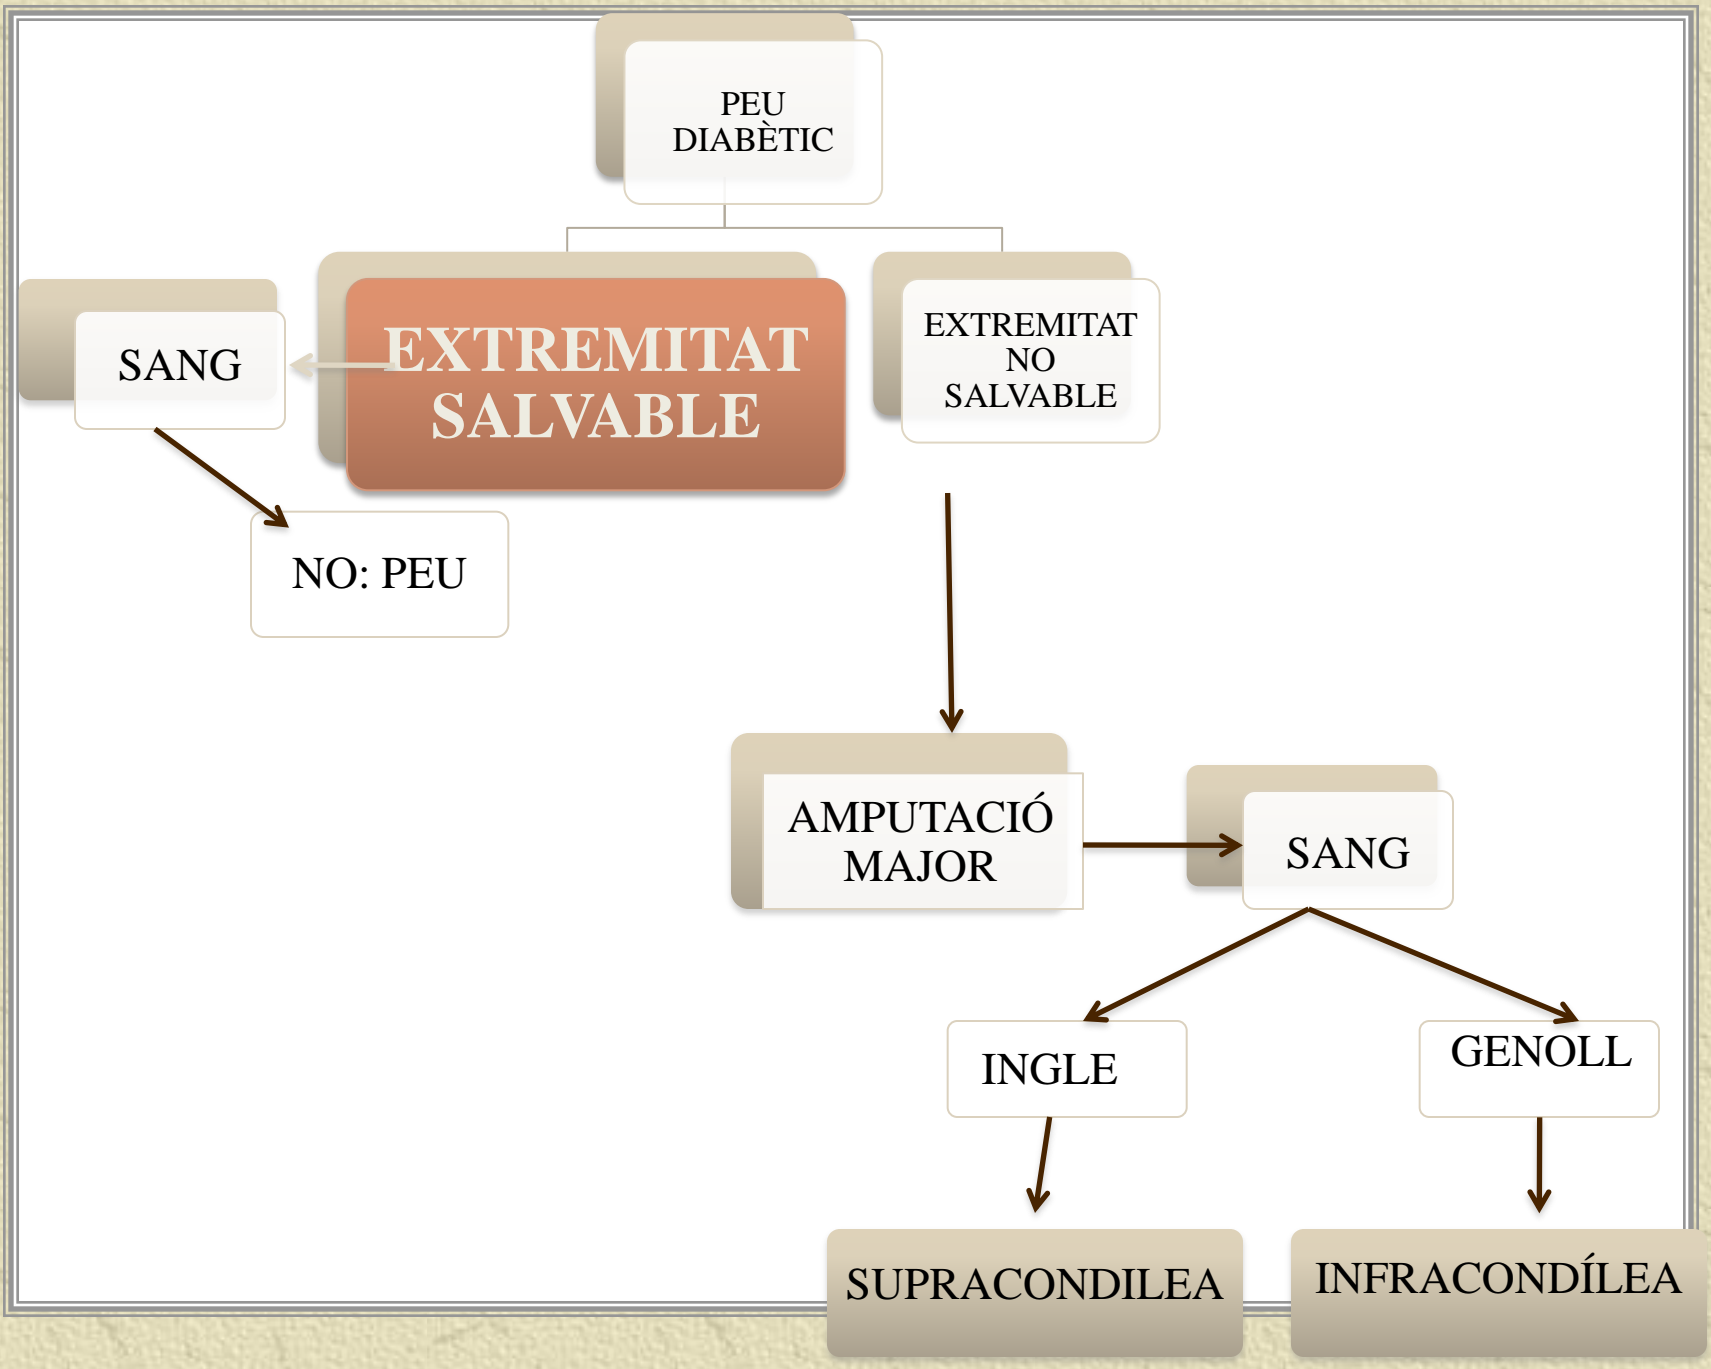 PEU
DIABÈTIC
EXTREMITAT
SALVABLE
EXTREMITAT
NO
SALVABLE
SANG
NO: PEU
AMPUTACIÓ
MAJOR
SANG
INGLE
GENOLL
SUPRACONDILEA
INFRACONDÍLEA